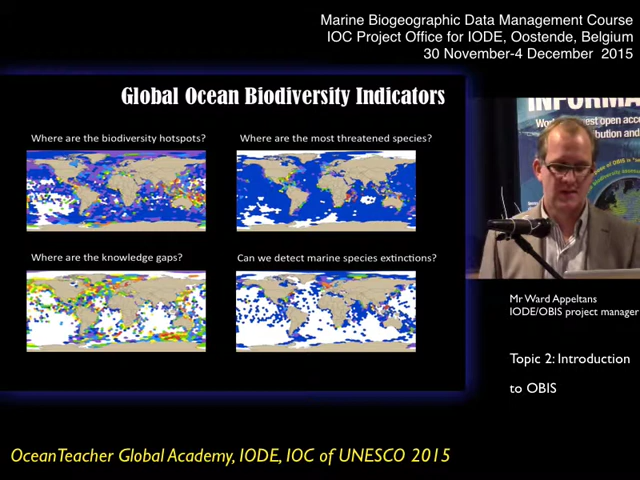 Marine Biogeographic Data Management Course
IOC Project Office for IODE, Oostende, Belgium
30 November-4 December 2015
Global Ocean Biodiversity Indicators
Where are the biodiversity hotspots?
Where are the most threatened species?
Where are the knowledge gaps?
Can we detect marine species extinctions?
INFORMA
Mr Ward Appeltans
IODE/OBIS project manager
Topic 2: Introduction
to OBIS
OceanTeacher Global Academy, IODE, IOC of UNESCO 2015